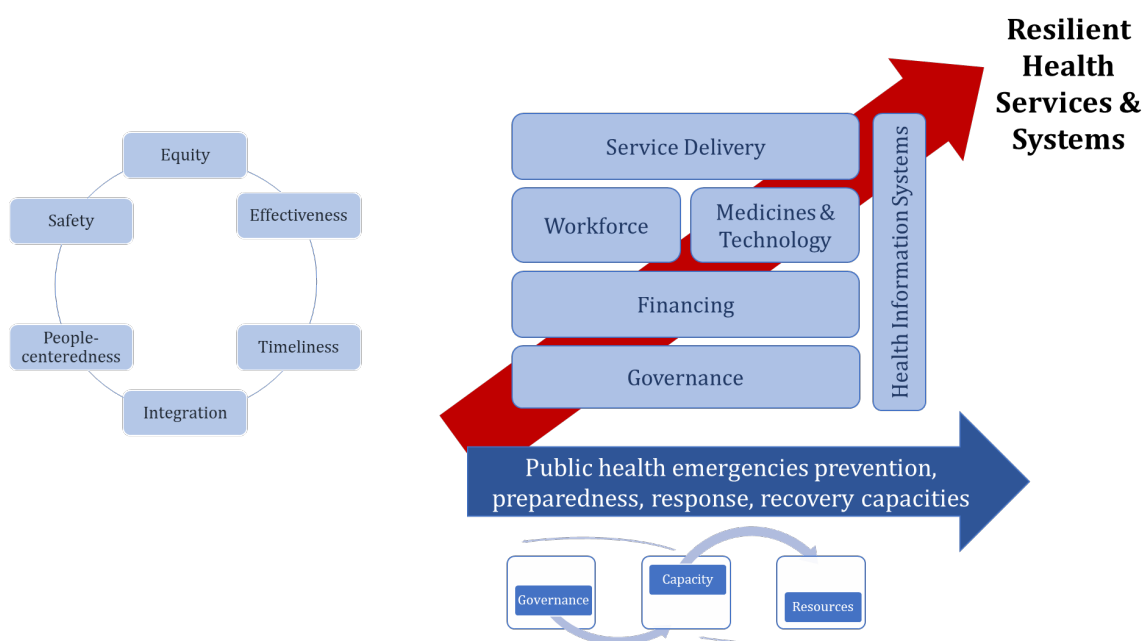 Resilient
Health
Services &
Systems
Equity
Safety
Effectiveness
People-
centeredness
Timeliness
Integration
Service Delivery
Workforce
Medicines &
Technology
Financing
Governance
Health Information Systems
Public health emergencies prevention,
preparedness, response, recovery capacities
Governance
Capacity
Resources